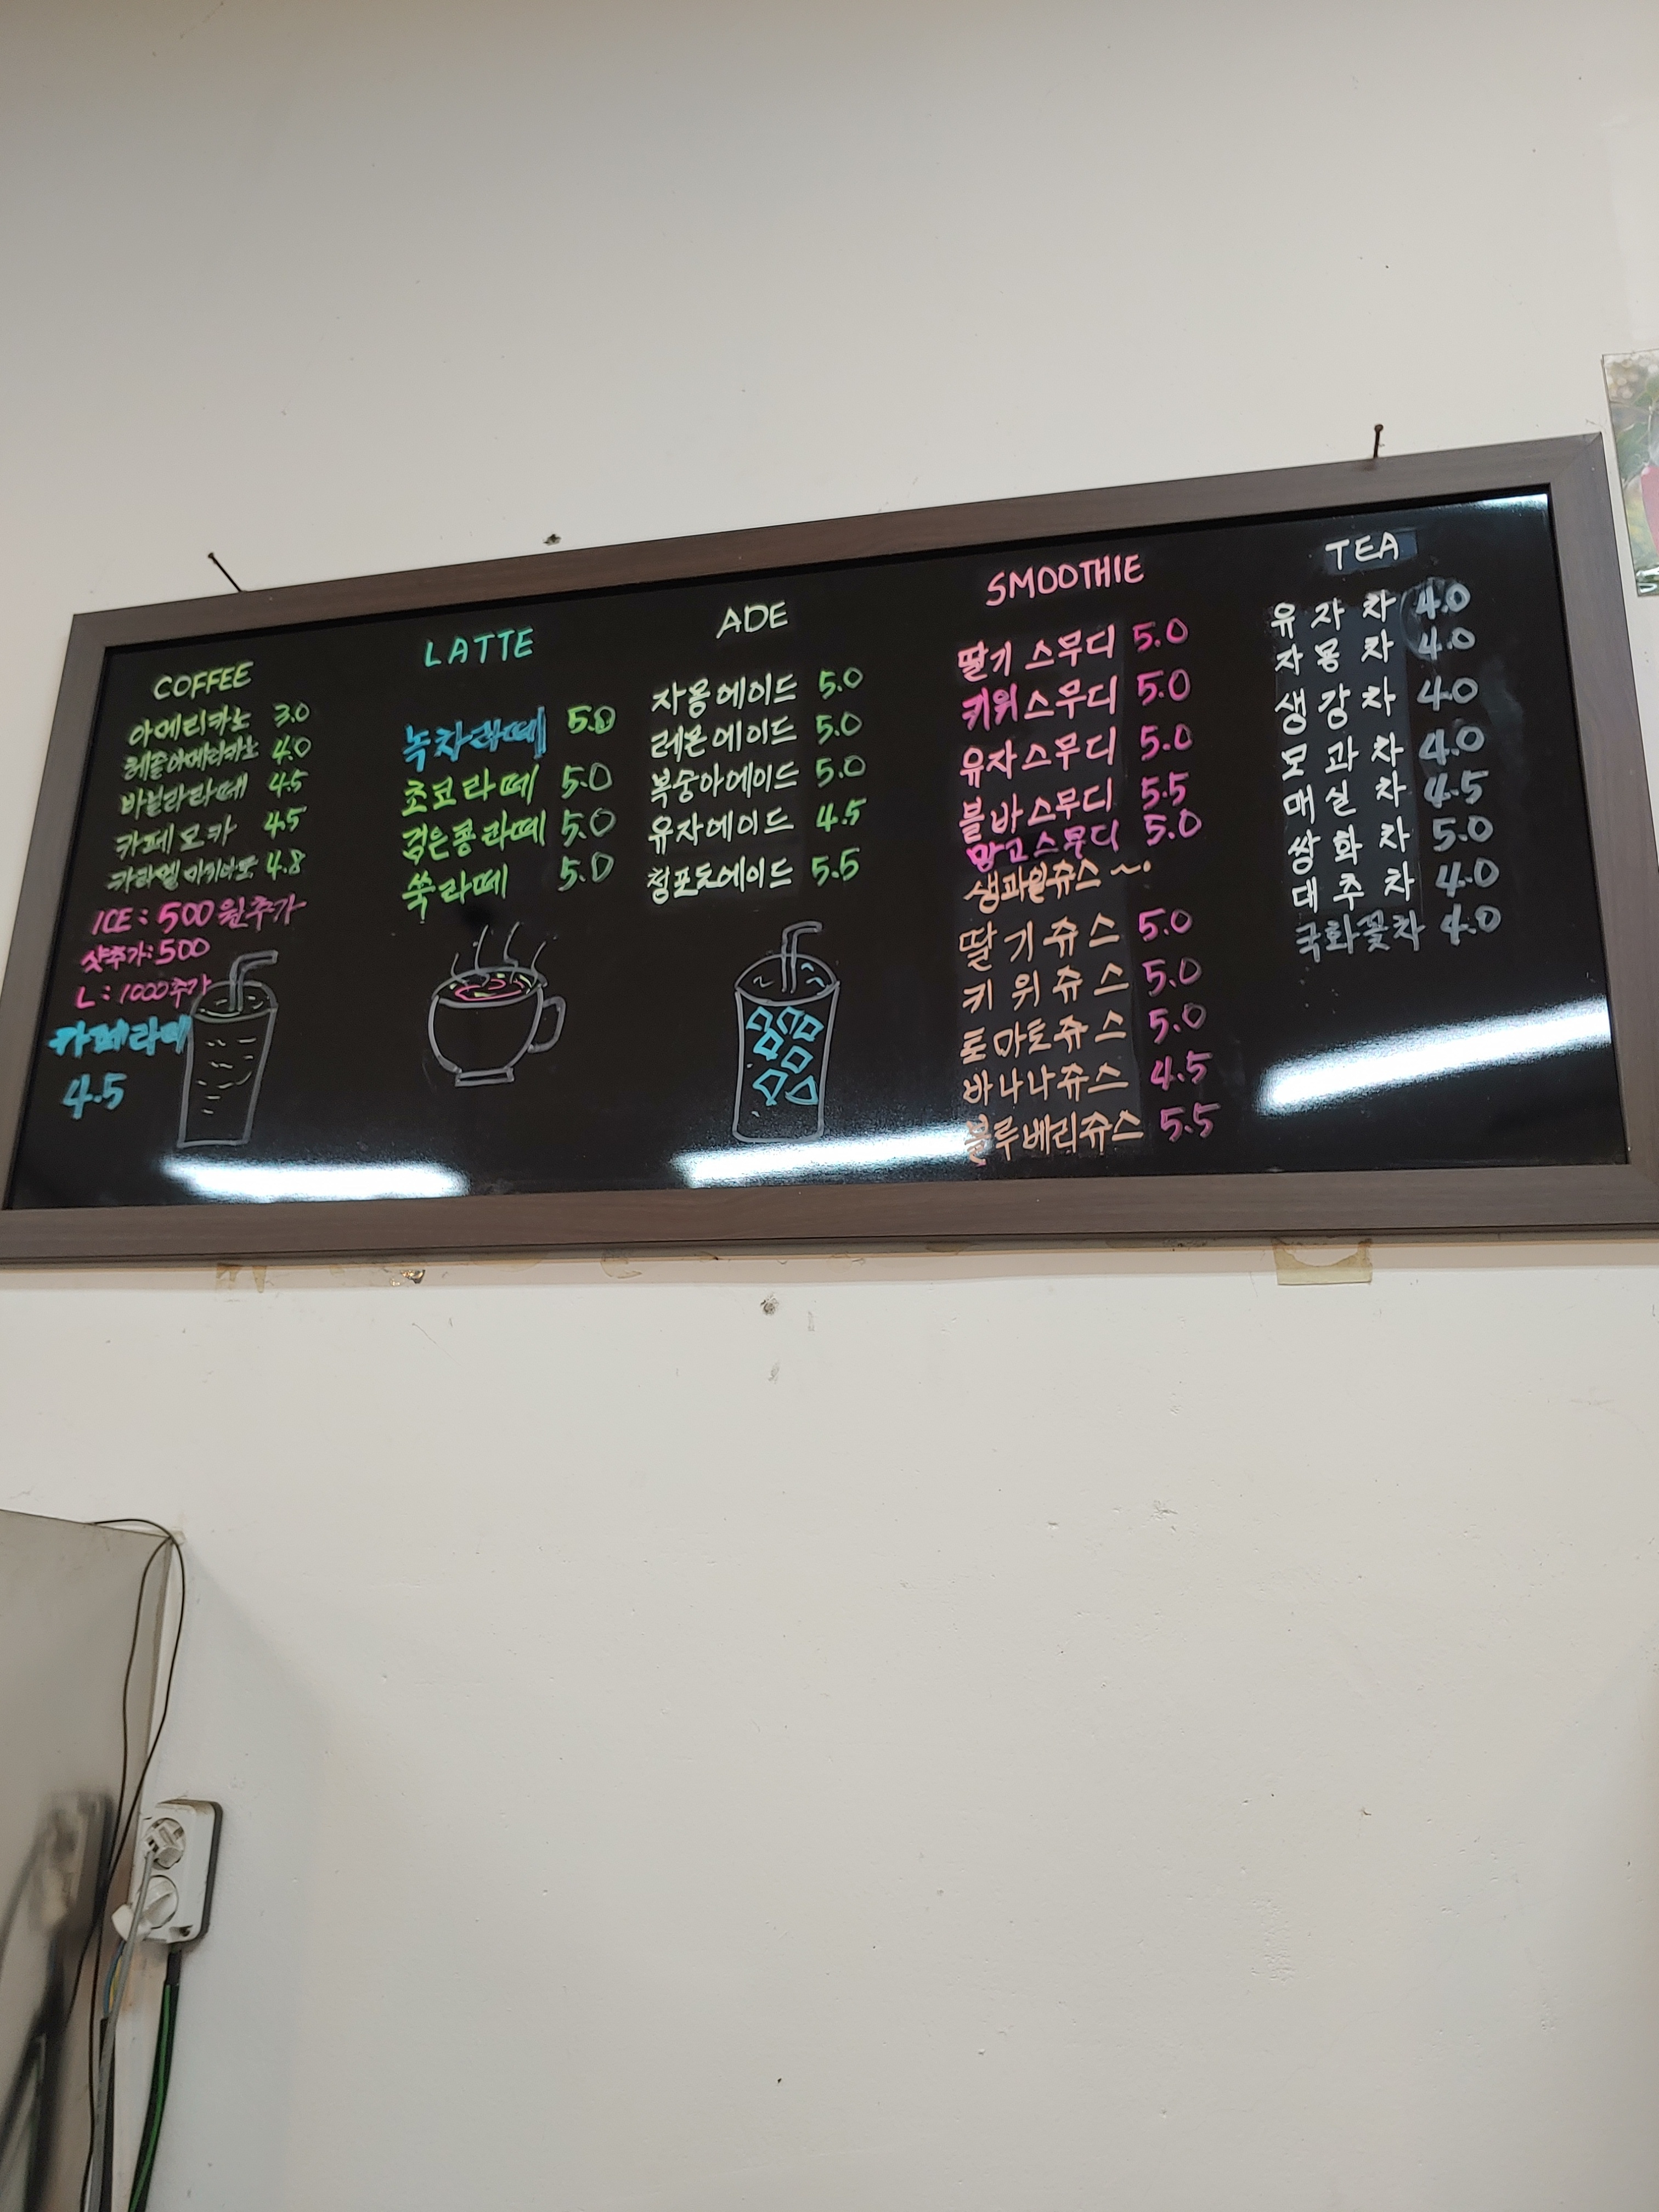 COFFEE
아메리카노 3.0
헤즐아메리카노 4.0
바닐라라떼 4.5
카페모카 4.5
카라멜마키아또 4.8
ICE : 500원추가
샷추가:500
L : 1000추가
카페라떼
4.5
LATTE
녹차라떼 5.0
초코라떼 5.0
검은콩라떼 5.0
쑥라떼 5.0
ADE
자몽에이드 5.0
레몬에이드 5.0
복숭아에이드 5.0
유자에이드 4.5
청포도에이드 5.5
SMOOTHIE
딸기스무디 5.0
키위스무디 5.0
유자스무디 5.0
블바스무디 5.5
망고스무디 5.0
생과일쥬스~
딸기쥬스 5.0
키위쥬스 5.0
토마토쥬스 5.0
바나나쥬스 4.5
블루베리쥬스 5.5
TEA
유자차 4.0
자몽차 4.0
생강차 4.0
모과차 4.0
매실차 4.5
쌍화차 5.0
대추차 4.0
국화꽃차 4.0